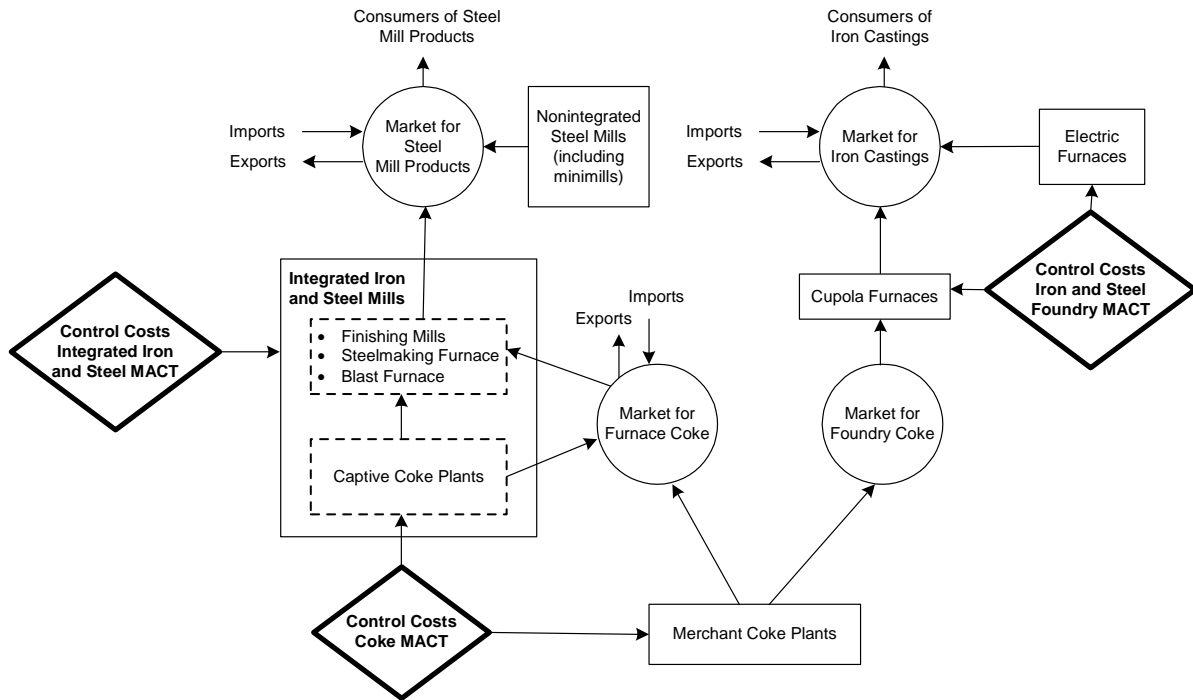 Consumers of Steel
Mill Products
Consumers of
Iron Castings
Imports
Exports
Market for
Steel
Mill Products
Nonintegrated
Steel Mills
(including
minimills)
Imports
Exports
Market for
Iron Castings
Electric
Furnaces
Control Costs
Integrated Iron
and Steel MACT
Integrated Iron
and Steel Mills
• Finishing Mills
• Steelmaking Furnace
• Blast Furnace
Captive Coke Plants
Imports
Exports
Market for
Furnace Coke
Cupola Furnaces
Control Costs
Iron and Steel
Foundry MACT
Market for
Foundry Coke
Control Costs
Coke MACT
Merchant Coke Plants